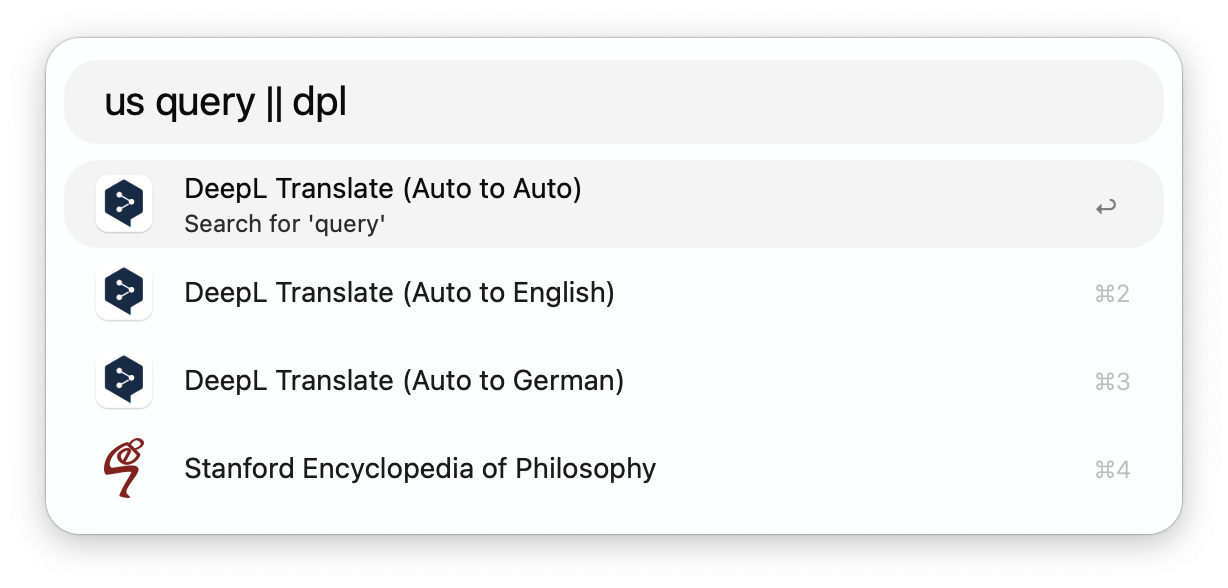 us query || dpl
DeepL Translate (Auto to Auto)
Search for 'query'
↩
DeepL Translate (Auto to English)
⌘2
DeepL Translate (Auto to German)
⌘3
Stanford Encyclopedia of Philosophy
⌘4